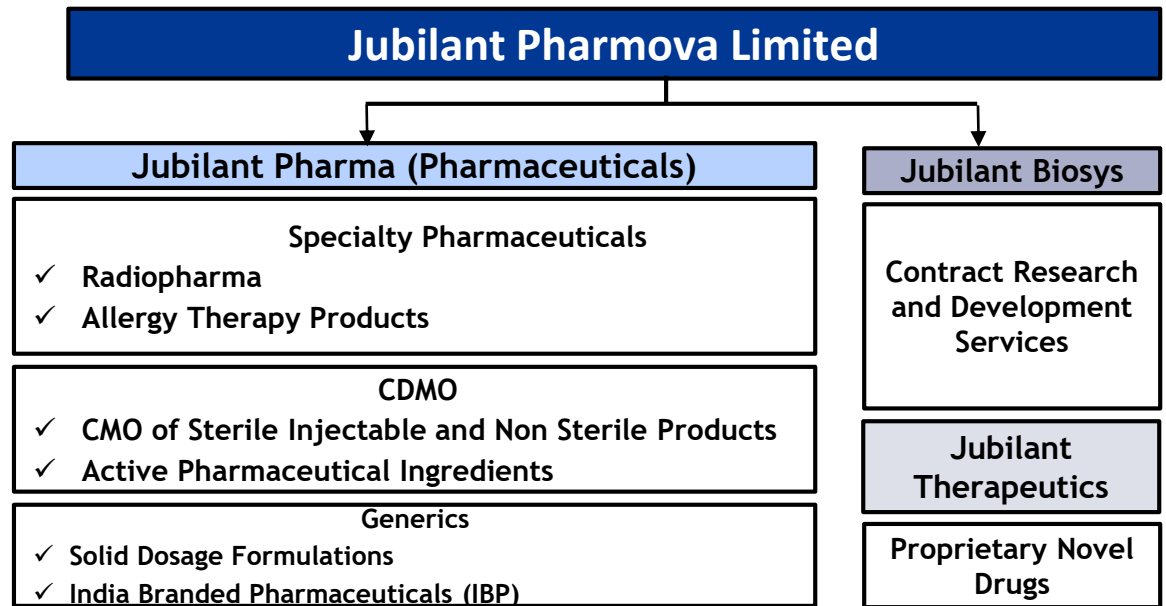 Jubilant Pharmova Limited
Jubilant Pharma (Pharmaceuticals)
Specialty Pharmaceuticals
✓ Radiopharma
✓ Allergy Therapy Products
CDMO
✓ CMO of Sterile Injectable and Non Sterile Products
✓ Active Pharmaceutical Ingredients
Generics
✓ Solid Dosage Formulations
✓ India Branded Pharmaceuticals (IBP)
Jubilant Biosys
Contract Research
and Development
Services
Jubilant
Therapeutics
Proprietary Novel
Drugs